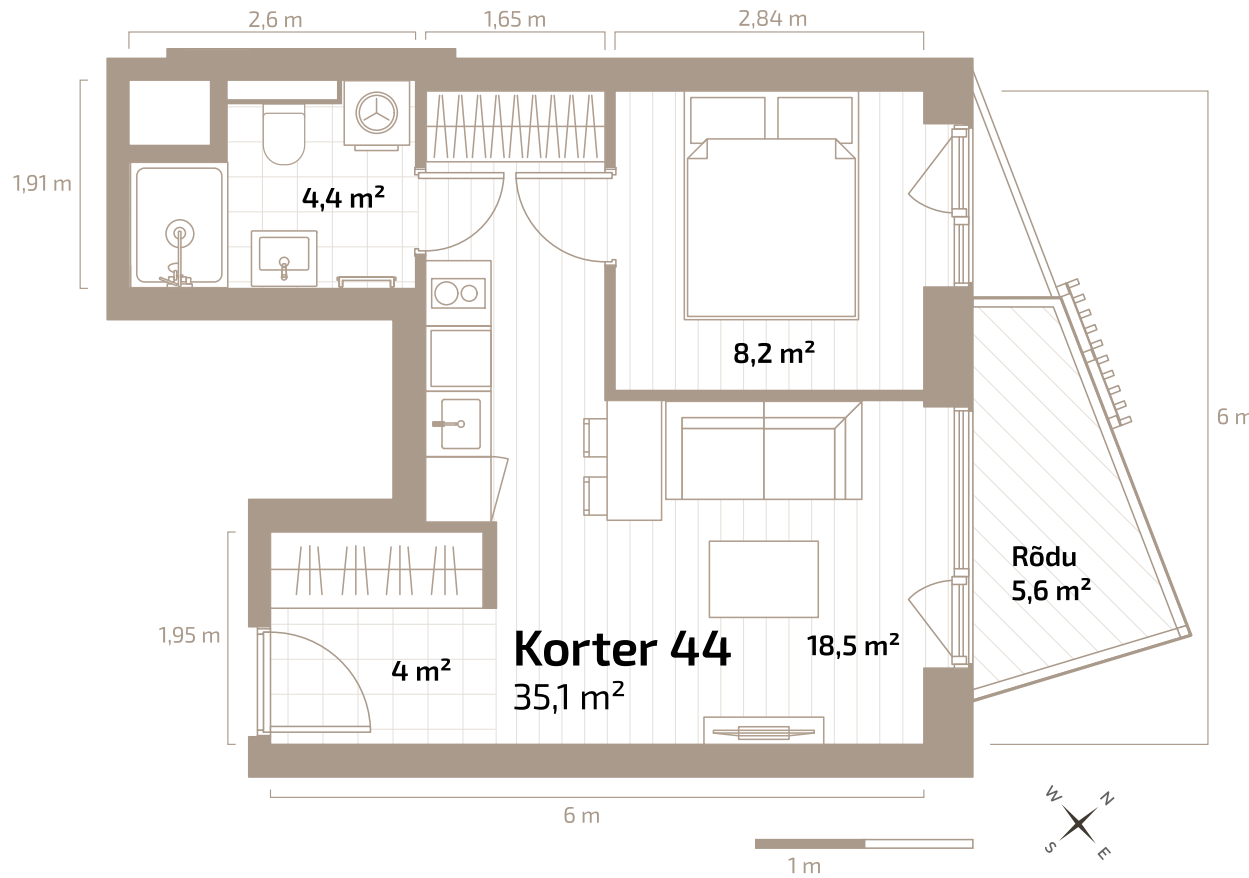 2,6 m
1,65 m
2,84 m
1,91 m
4,4 m²
8,2 m²
6 m
Rõdu
5,6 m²
1,95 m
4 m²
Korter 44
35,1 m²
18,5 m²
6 m
1 m
W
N
S
E